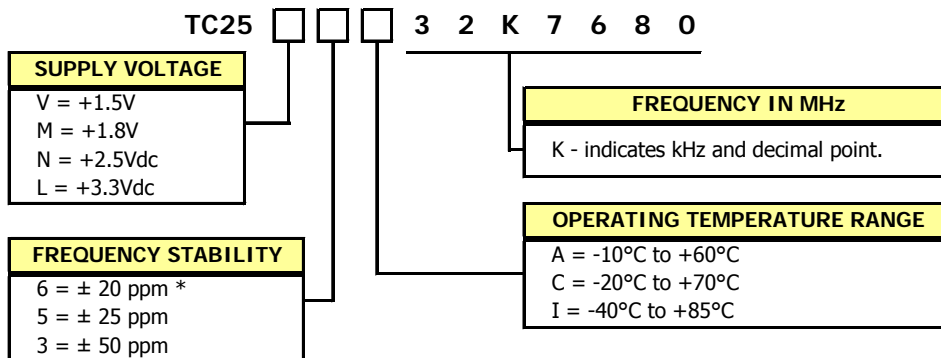 TC25 3 2 K 7 6 8 0
SUPPLY VOLTAGE
V = +1.5V
M = +1.8V
N = +2.5Vdc
L = +3.3Vdc
FREQUENCY STABILITY
6 = ± 20 ppm *
5 = ± 25 ppm
3 = ± 50 ppm
FREQUENCY IN MHz
K - indicates kHz and decimal point.
OPERATING TEMPERATURE RANGE
A = -10°C to +60°C
C = -20°C to +70°C
I = -40°C to +85°C